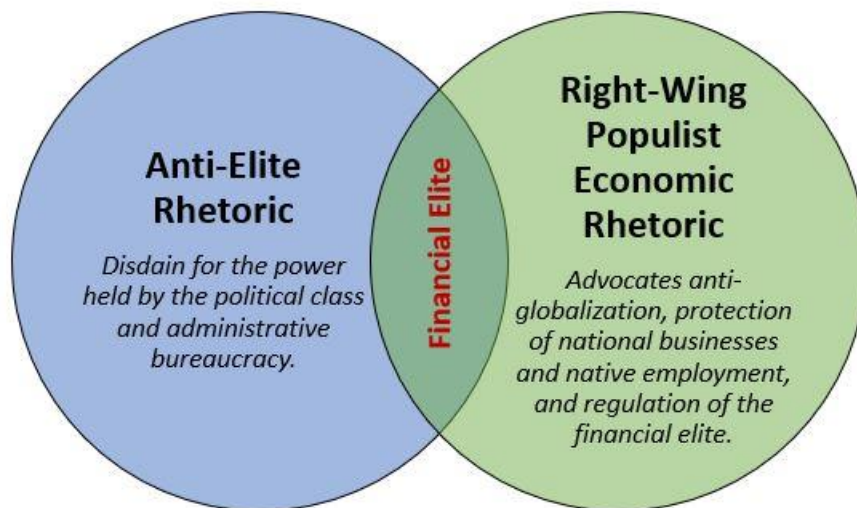 Anti-Elite
Rhetoric
Disdain for the power
held by the political class
and administrative
bureaucracy.
Financial Elite
Right-Wing
Populist
Economic
Rhetoric
Advocates anti-
globalization, protection
of national businesses
and native employment,
and regulation of the
financial elite.